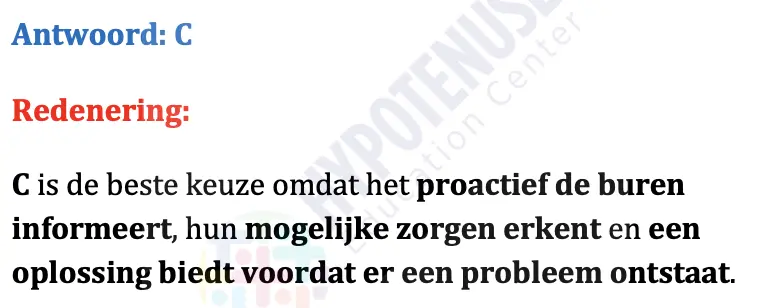 Antwoord: C
Redenering:
C is de beste keuze omdat het proactief de buren
informeert, hun mogelijke zorgen erkent en een
oplossing biedt voordat er een probleem ontstaat.
HYPOTENUSE
Education Center